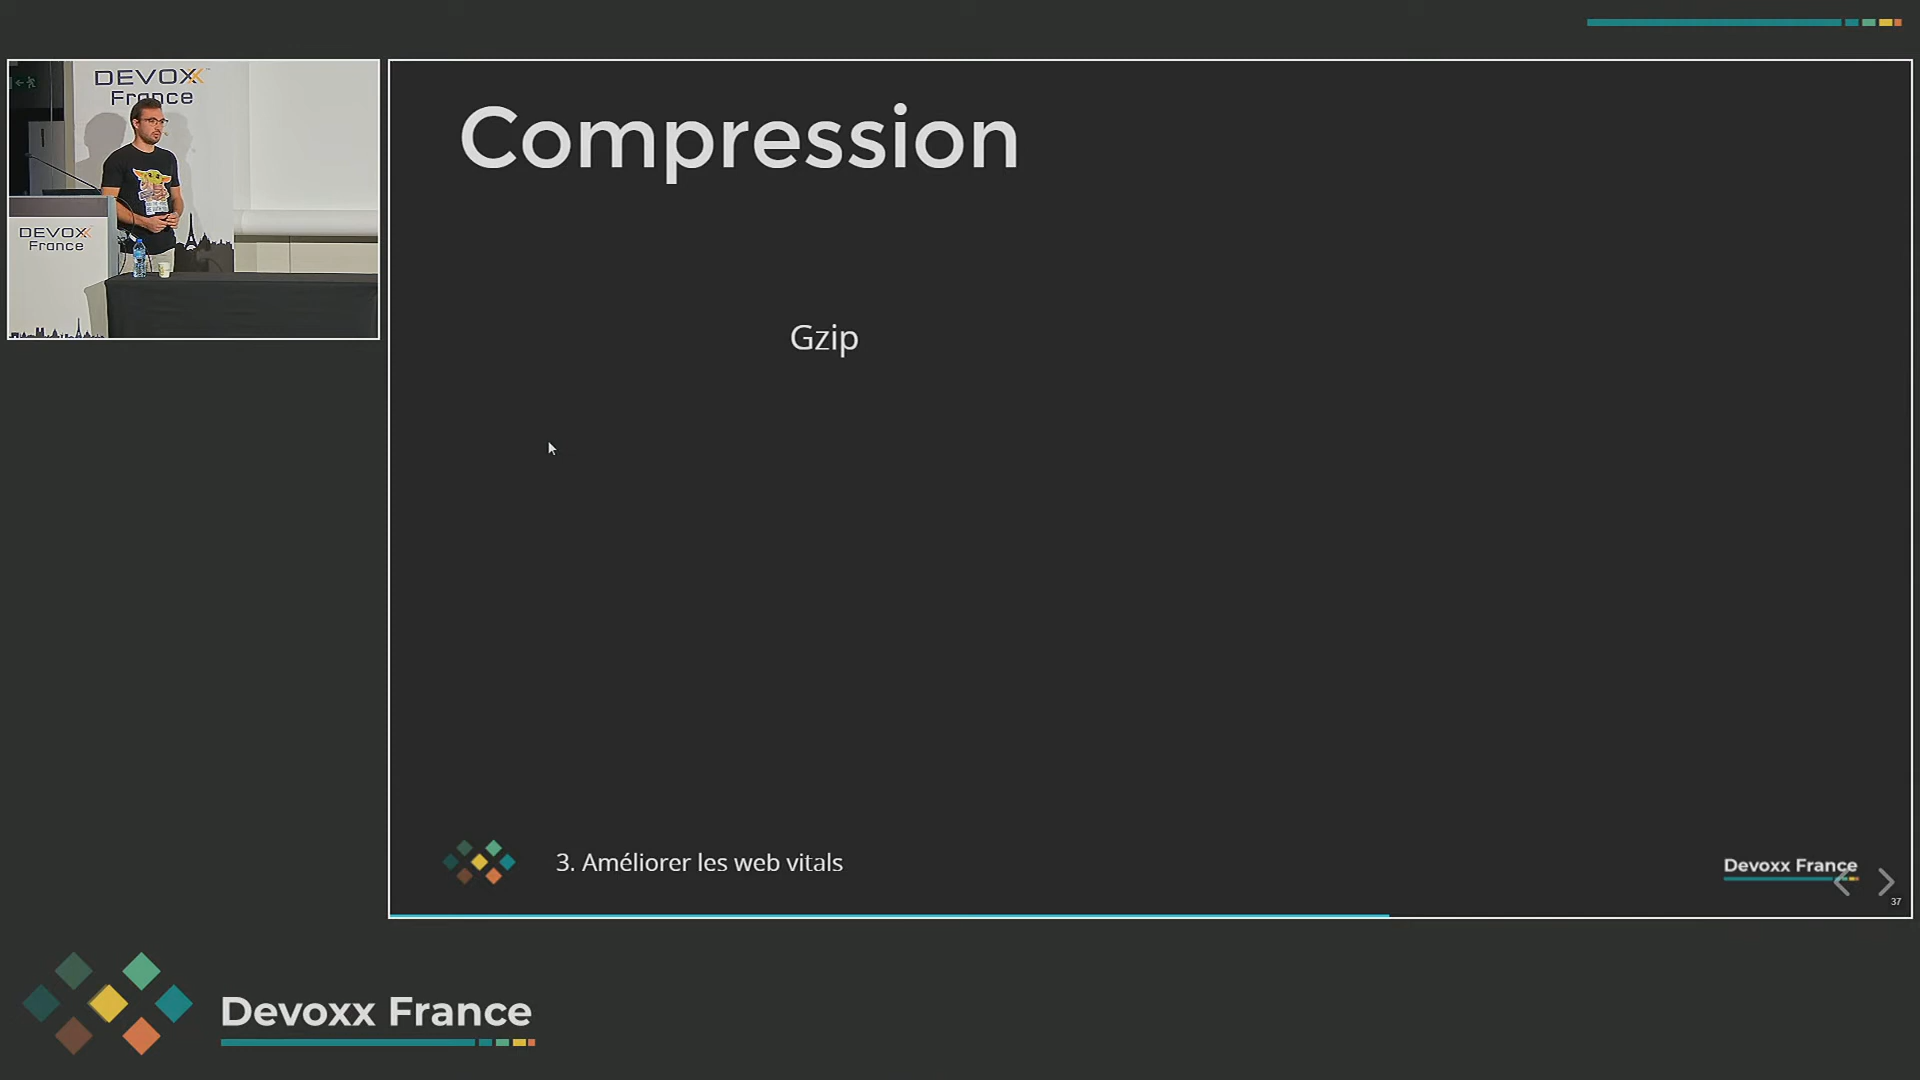 DEVOXX
France
DEVOXX
France
Compression
Gzip
3. Améliorer les web vitals
Devoxx France
37
Devoxx France